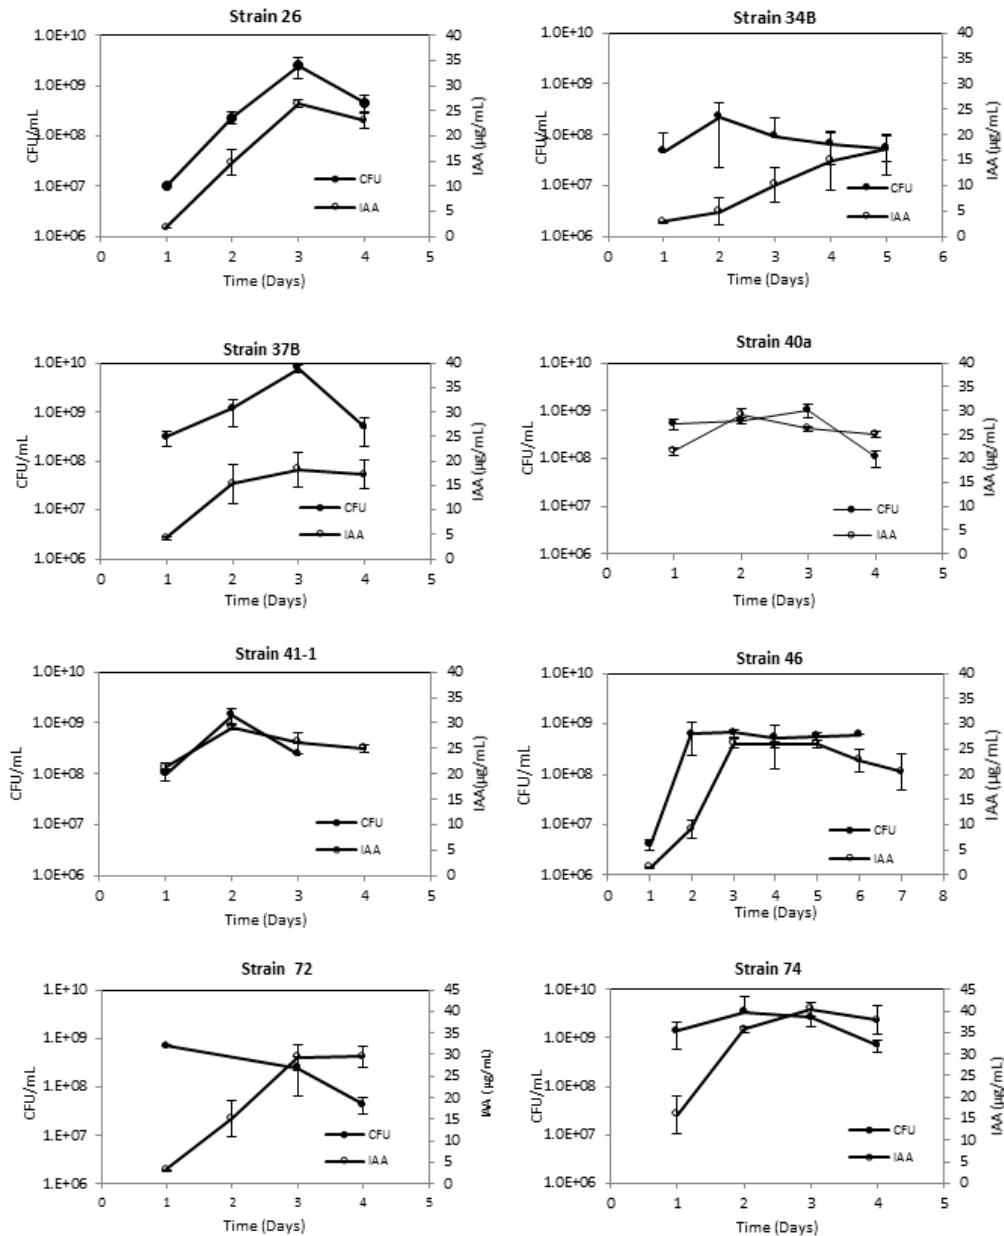 Strain 26
1.0E+10
1.0E+09
1.0E+08
1.0E+07
1.0E+06
CFU/mL
40
35
30
25
20
15
10
5
0
IAA (µg/mL)
CFU
IAA
0 1 2 3 4 5
Time (Days)
Strain 34B
1.0E+10
1.0E+09
1.0E+08
1.0E+07
1.0E+06
CFU/mL
40
35
30
25
20
15
10
5
0
IAA (µg/mL)
CFU
IAA
0 1 2 3 4 5 6
Time (Days)
Strain 37B
1.0E+10
1.0E+09
1.0E+08
1.0E+07
1.0E+06
CFU/mL
40
35
30
25
20
15
10
5
0
IAA (µg/mL)
CFU
IAA
0 1 2 3 4 5
Time (Days)
Strain 40a
1.0E+10
1.0E+09
1.0E+08
1.0E+07
1.0E+06
CFU/mL
40
35
30
25
20
15
10
5
0
IAA (µg/mL)
CFU
IAA
0 1 2 3 4 5
Time (Days)
Strain 41-1
1.0E+10
1.0E+09
1.0E+08
1.0E+07
1.0E+06
CFU/mL
40
35
30
25
20
15
10
5
0
IAA(µg/mL)
CFU
IAA
0 1 2 3 4 5
Time (Days)
Strain 46
1.0E+10
1.0E+09
1.0E+08
1.0E+07
1.0E+06
CFU/mL
40
35
30
25
20
15
10
5
0
IAA (µg/mL)
CFU
IAA
0 1 2 3 4 5 6 7 8
Time (Days)
Strain 72
1.E+10
1.E+09
1.E+08
1.E+07
1.E+06
CFU/mL
45
40
35
30
25
20
15
10
5
0
IAA (µg/mL)
CFU
IAA
0 1 2 3 4 5
Time (Days)
Strain 74
1.0E+10
1.0E+09
1.0E+08
1.0E+07
1.0E+06
CFU/mL
45
40
35
30
25
20
15
10
5
0
IAA (µg/mL)
CFU
IAA
0 1 2 3 4 5
Time (Days)